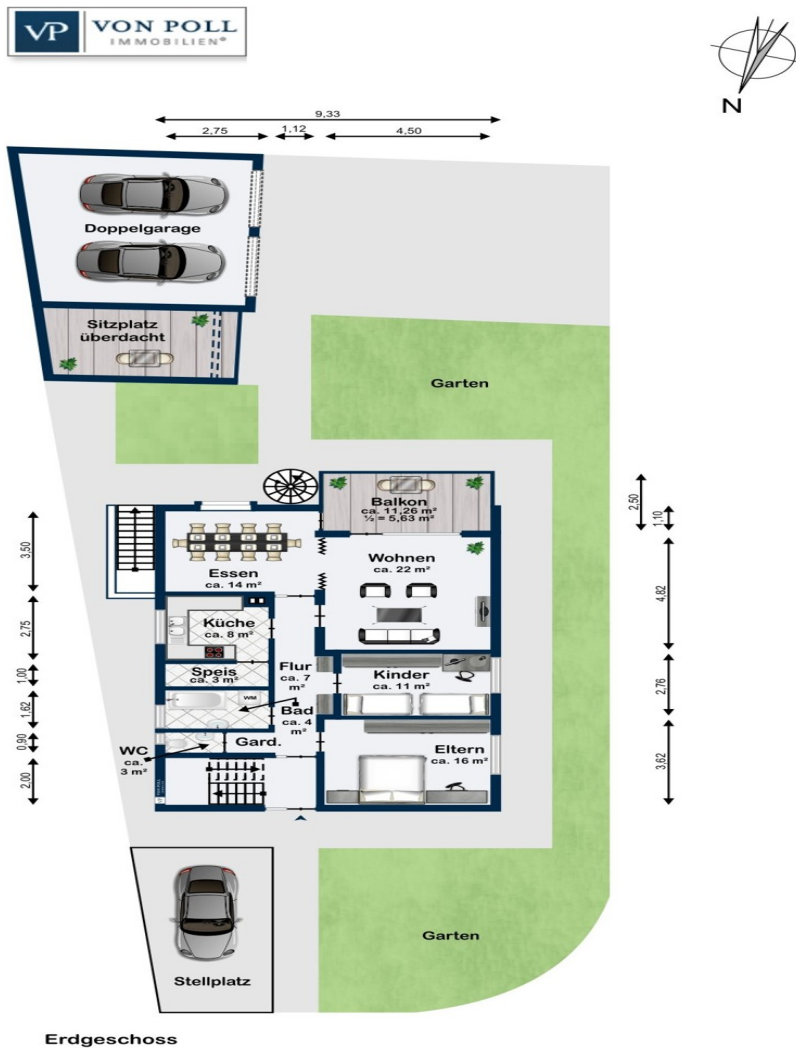 VP VON POLL
IMMOBILIEN®
N
9,33
2,75
1,12
4,50
Doppelgarage
Sitzplatz
überdacht
Garten
Balkon
ca. 11,26 m²
½ = 5,63 m²
2,50
1,10
3,50
Essen
ca. 14 m²
Wohnen
ca. 22 m²
4,82
2,75
Küche
ca. 8 m²
1,00
Speis
ca. 3 m²
Flur
ca. 7
m²
Kinder
ca. 11 m²
2,76
1,62
WM
Bad
ca. 4
m²
0,90
WC
ca.
3 m²
Gard.
Eltern
ca. 16 m²
3,62
2,00
Garten
Stellplatz
Erdgeschoss